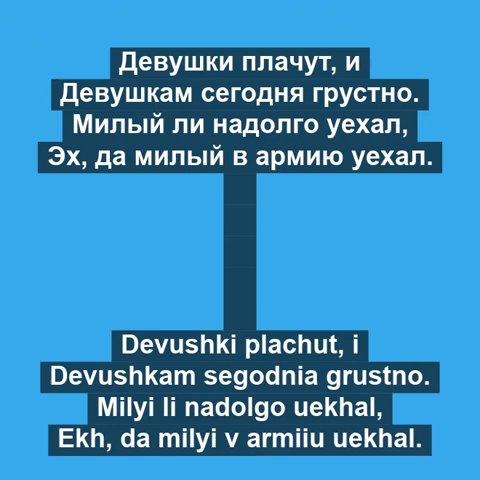 Девушки плачут, и
Девушкам сегодня грустно.
Милый ли надолго уехал,
Эх, да милый в армию уехал.
Devushki plachut, i
Devushkam segodnia grustno.
Milyi li nadolgo uekhal,
Ekh, da milyi v armiiu uekhal.